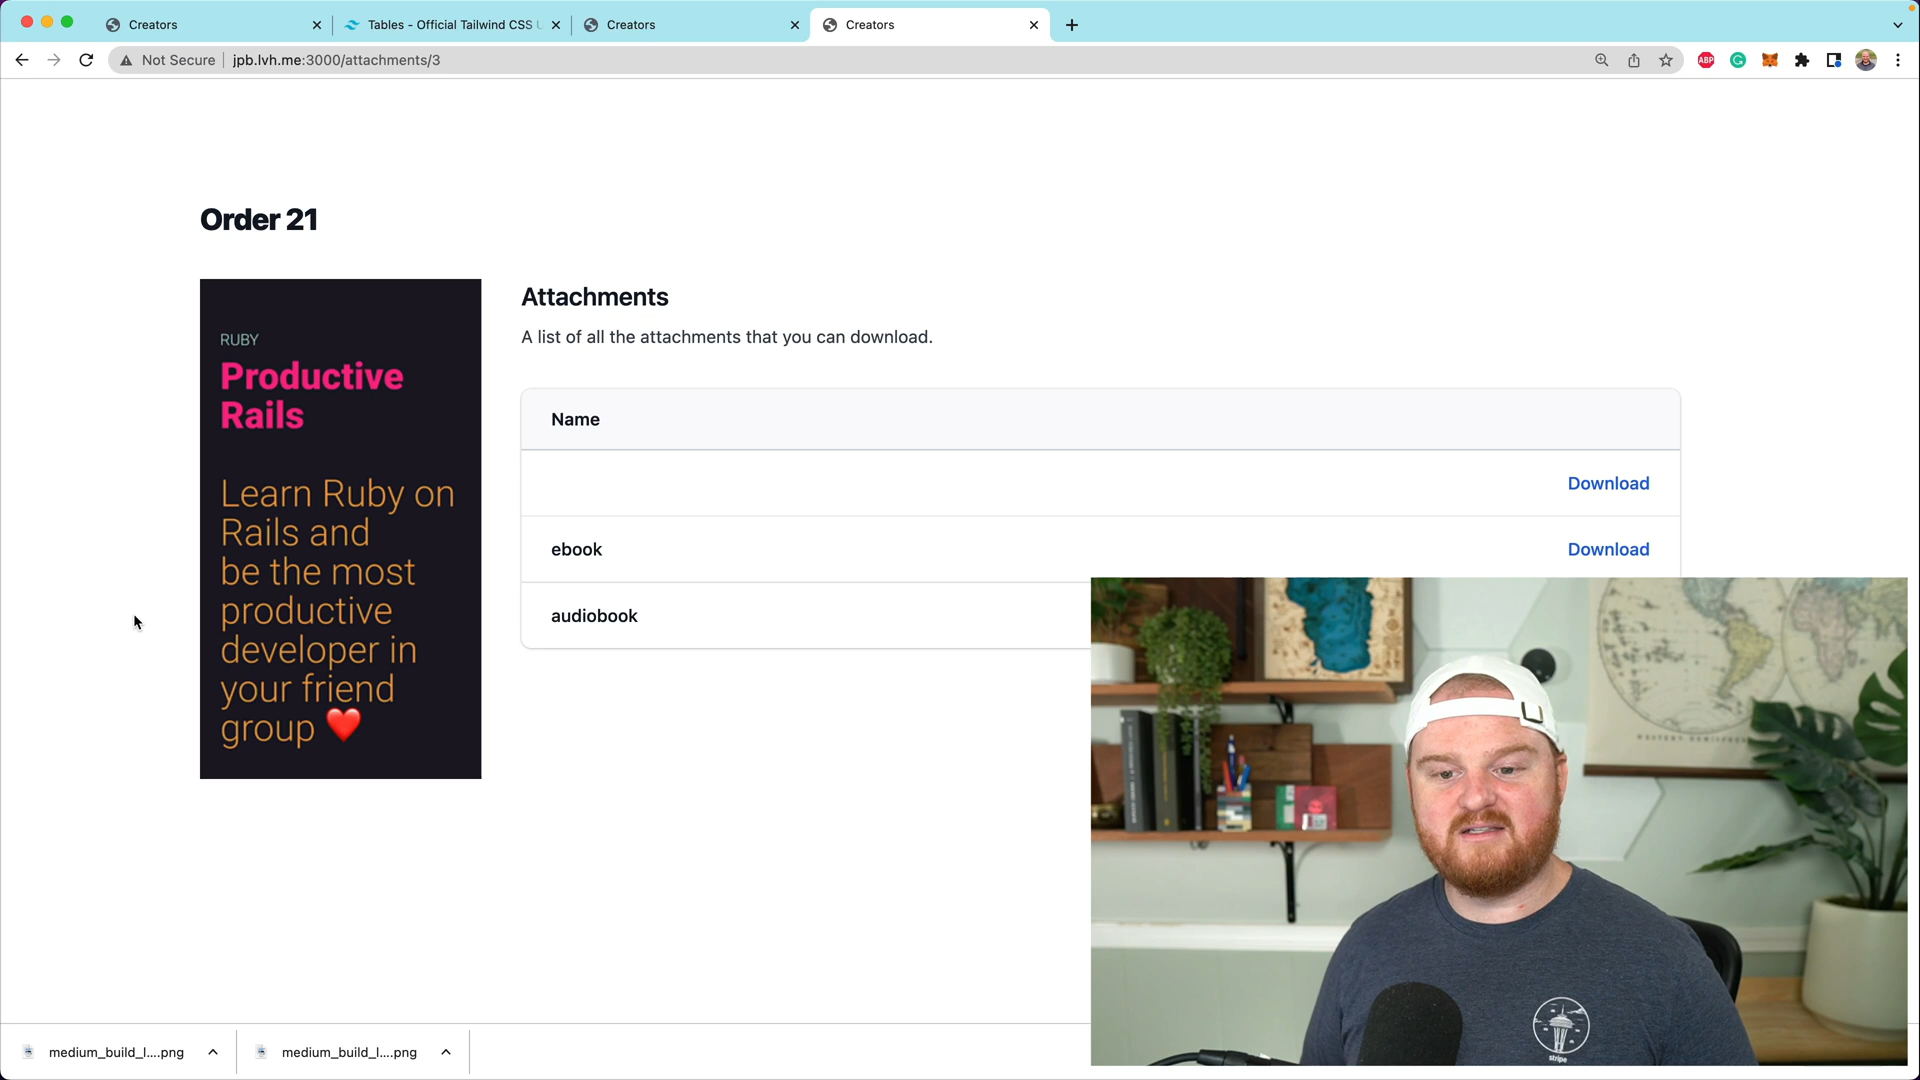 Creators
Tables - Official Tailwind CSS U
Creators
Creators
Not Secure
jpb.lvh.me:3000/attachments/3
ABP
Order 21
RUBY
Productive
Rails
Learn Ruby on
Rails and
be the most
productive
developer in
your friend
group ❤️
Attachments
A list of all the attachments that you can download.
Name
Download
ebook
Download
audiobook
stripe
medium_build_l....png
medium_build_l....png